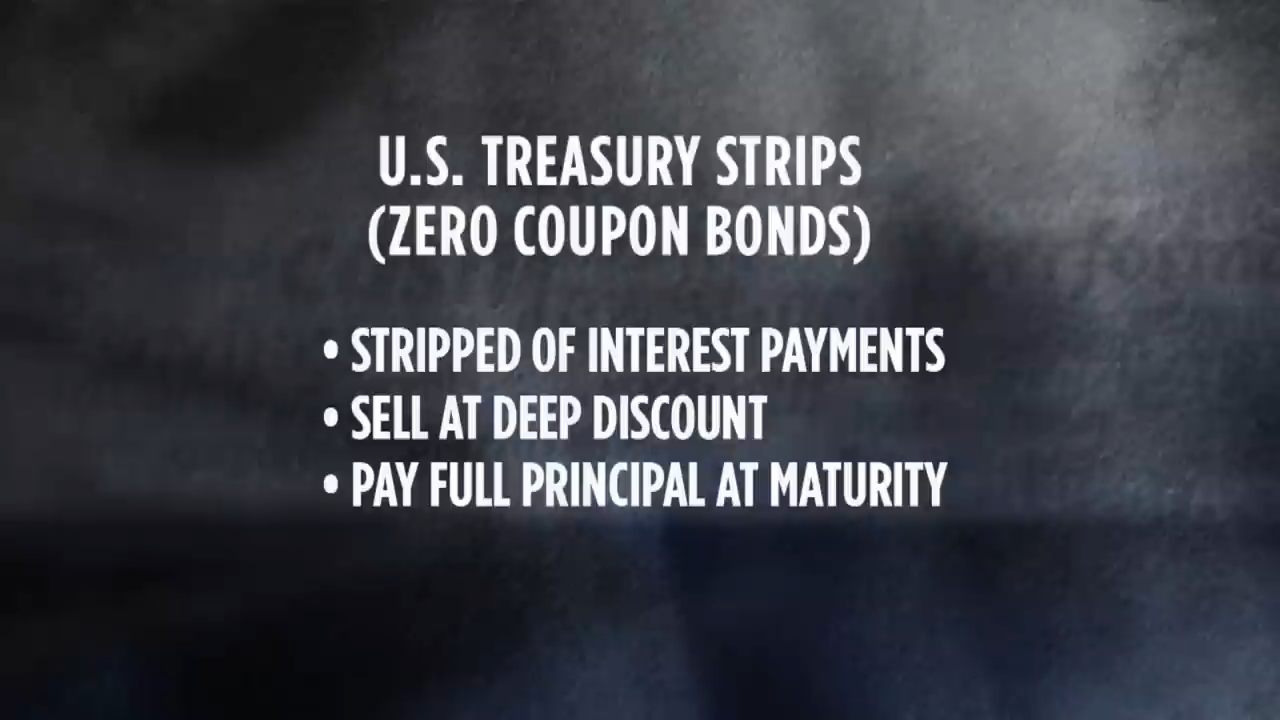 U.S. TREASURY STRIPS
(ZERO COUPON BONDS)
• STRIPPED OF INTEREST PAYMENTS
• SELL AT DEEP DISCOUNT
• PAY FULL PRINCIPAL AT MATURITY